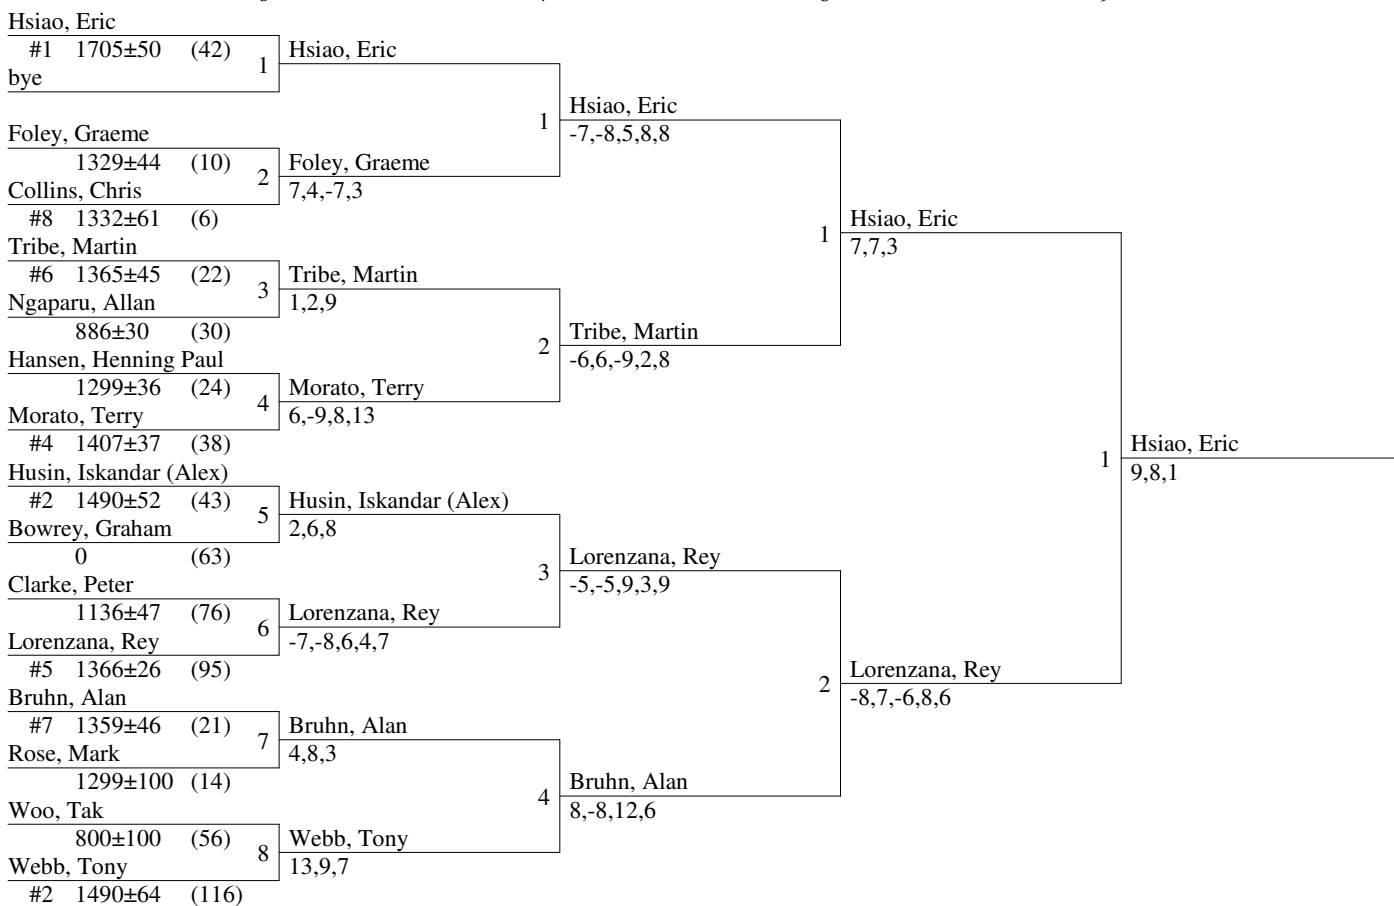 Hsiao, Eric
#1 1705±50 (42)
bye
Foley, Graeme
1329±44 (10)
Collins, Chris
#8 1332±61 (6)
Tribe, Martin
#6 1365±45 (22)
Ngaparu, Allan
886±30 (30)
Hansen, Henning Paul
1299±36 (24)
Morato, Terry
#4 1407±37 (38)
Husin, Iskandar (Alex)
#2 1490±52 (43)
Bowrey, Graham
0 (63)
Clarke, Peter
1136±47 (76)
Lorenzana, Rey
#5 1366±26 (95)
Bruhn, Alan
#7 1359±46 (21)
Rose, Mark
1299±100 (14)
Woo, Tak
800±100 (56)
Webb, Tony
#2 1490±64 (116)
1 Hsiao, Eric
2 Foley, Graeme
7,4,-7,3
3 Tribe, Martin
1,2,9
4 Morato, Terry
6,-9,8,13
5 Husin, Iskandar (Alex)
2,6,8
6 Lorenzana, Rey
-7,-8,6,4,7
7 Bruhn, Alan
4,8,3
8 Webb, Tony
13,9,7
1 Hsiao, Eric
-7,-8,5,8,8
2 Tribe, Martin
-6,6,-9,2,8
3 Lorenzana, Rey
-5,-5,9,3,9
4 Bruhn, Alan
8,-8,12,6
1 Hsiao, Eric
7,7,3
2 Lorenzana, Rey
-8,7,-6,8,6
1 Hsiao, Eric
9,8,1